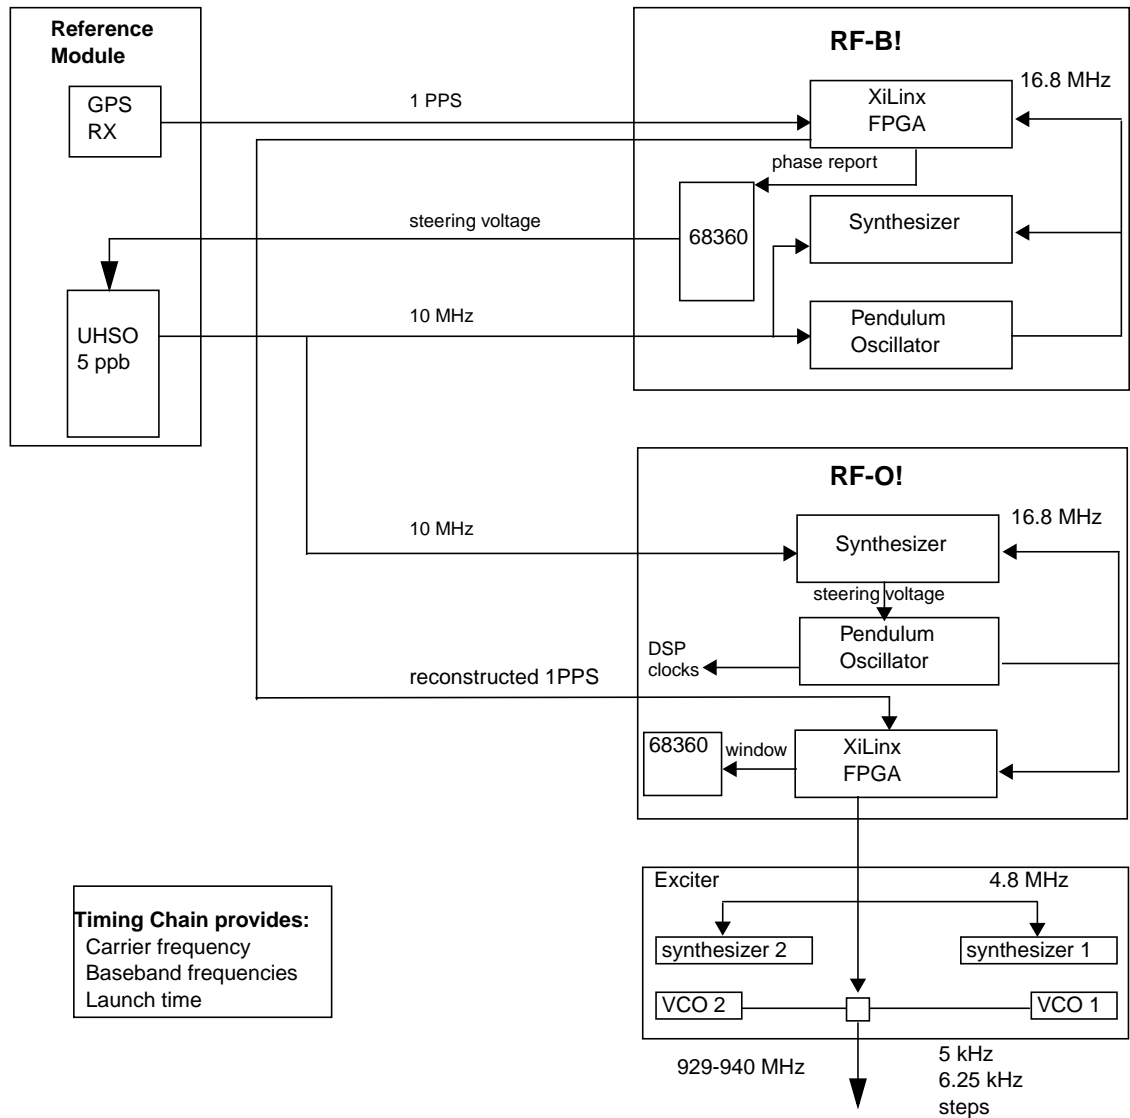 Reference
Module
GPS
RX
UHSO
5 ppb
1 PPS
steering voltage
10 MHz
RF-B!
16.8 MHz
XiLinx
FPGA
phase report
68360
Synthesizer
Pendulum
Oscillator
RF-O!
16.8 MHz
10 MHz
Synthesizer
steering voltage
Pendulum
Oscillator
DSP
clocks
reconstructed 1PPS
68360
window
XiLinx
FPGA
Exciter
4.8 MHz
synthesizer 2
synthesizer 1
VCO 2
VCO 1
929-940 MHz
5 kHz
6.25 kHz
steps
Timing Chain provides:
Carrier frequency
Baseband frequencies
Launch time